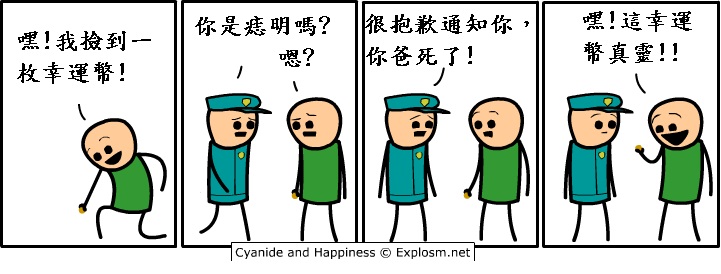 嘿!我撿到一
枚幸運幣!
你是痣明嗎?
嗯?
很抱歉通知你，
你爸死了!
嘿!這幸運
幣真靈!!
Cyanide and Happiness © Explosm.net